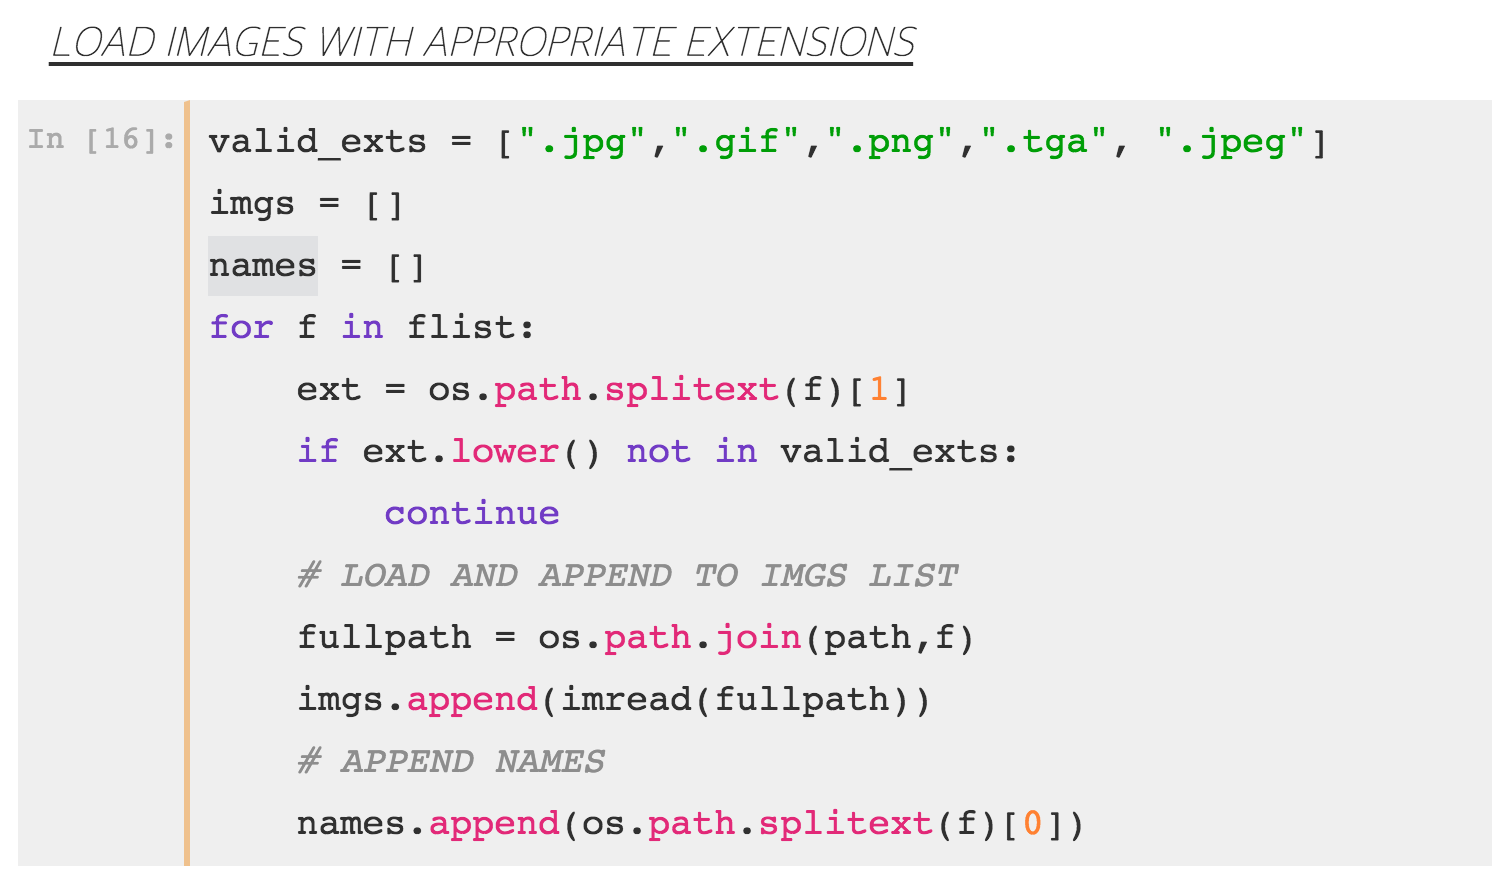 LOAD IMAGES WITH APPROPRIATE EXTENSIONS
In [16]:
valid_exts = [".jpg",".gif",".png",".tga", ".jpeg"]
imgs = []
names = []
for f in flist:
    ext = os.path.splitext(f)[1]
    if ext.lower() not in valid_exts:
        continue
    # LOAD AND APPEND TO IMGS LIST
    fullpath = os.path.join(path,f)
    imgs.append(imread(fullpath))
    # APPEND NAMES
    names.append(os.path.splitext(f)[0])